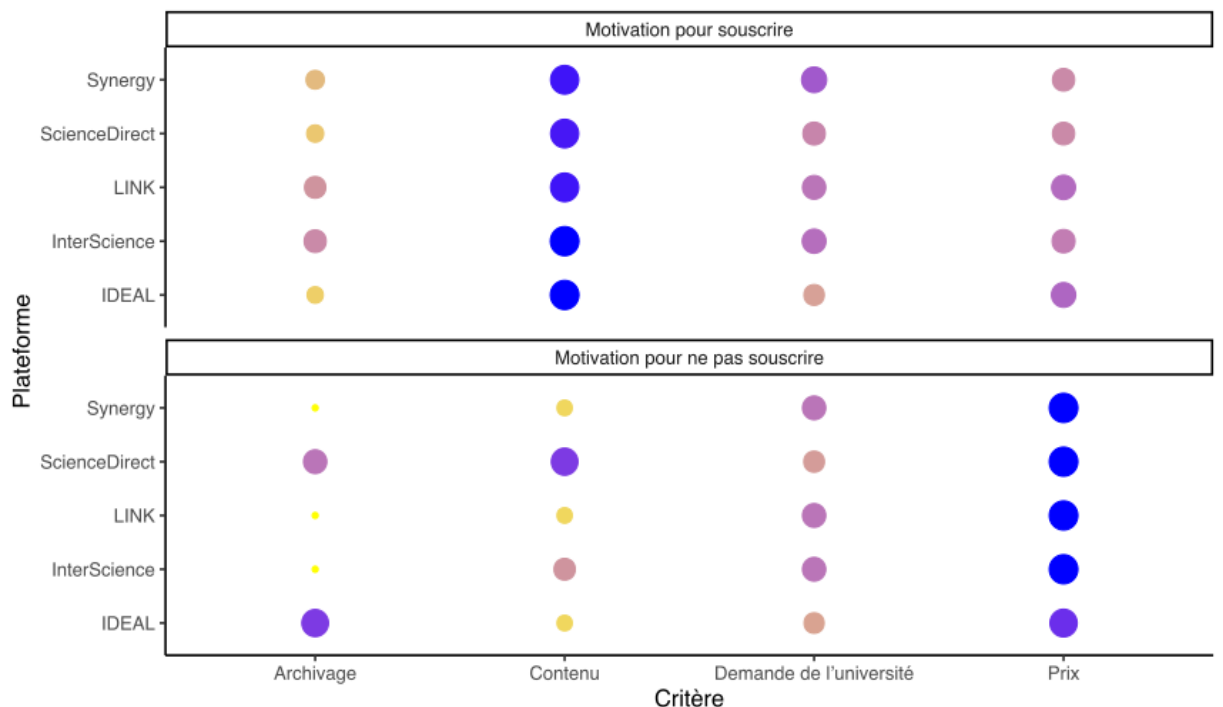 Motivation pour souscrire
Synergy
ScienceDirect
LINK
InterScience
IDEAL
Plateforme
Motivation pour ne pas souscrire
Synergy
ScienceDirect
LINK
InterScience
IDEAL
Archivage Contenu Demande de l'université Prix
Critère